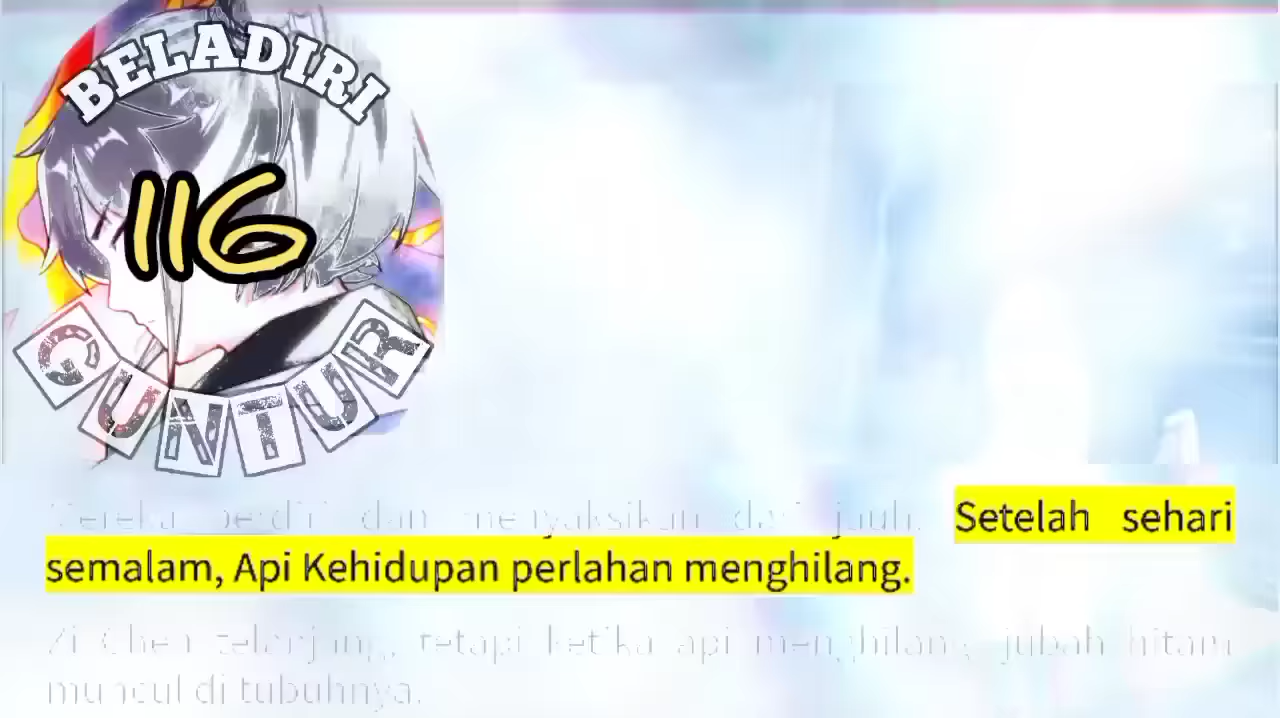 BELADIRI
116
GUNTUR
Mereka berdiri dan menyaksikan dari jauh. Setelah sehari
semalam, Api Kehidupan perlahan menghilang.
Zi Chen telanjang, tetapi ketika api menghilang, jubah hitam
muncul di tubuhnya.